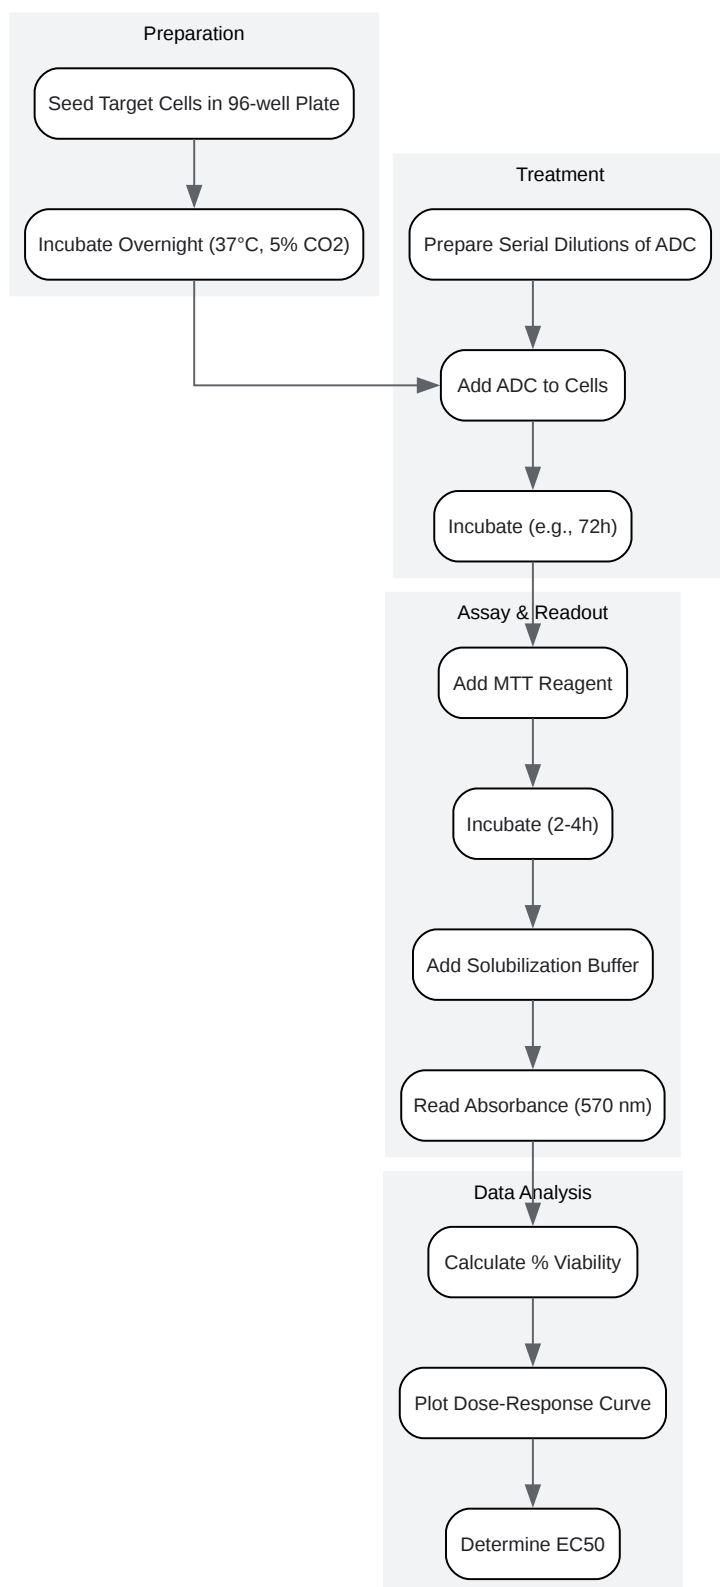 Preparation
Seed Target Cells in 96-well Plate
Incubate Overnight (37°C, 5% CO2)
Treatment
Prepare Serial Dilutions of ADC
Add ADC to Cells
Incubate (e.g., 72h)
Assay & Readout
Add MTT Reagent
Incubate (2-4h)
Add Solubilization Buffer
Read Absorbance (570 nm)
Data Analysis
Calculate % Viability
Plot Dose-Response Curve
Determine EC50